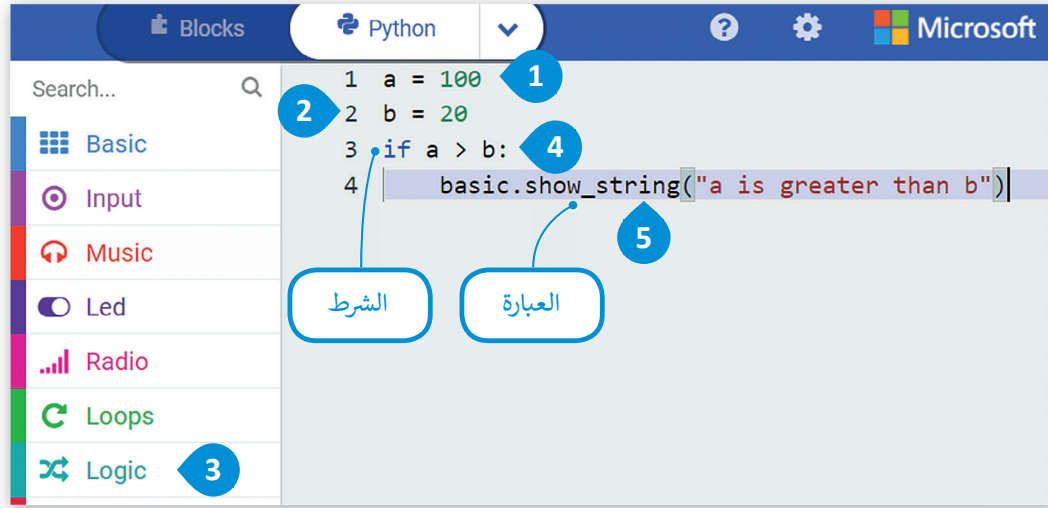 Blocks
Python
Microsoft
Search...
Basic
Input
Music
Led
Radio
Loops
Logic
3
1 a = 100
1
2
2 b = 20
3 if a > b:
4
4 basic.show_string("a is greater than b")
5
الشرط
العبارة